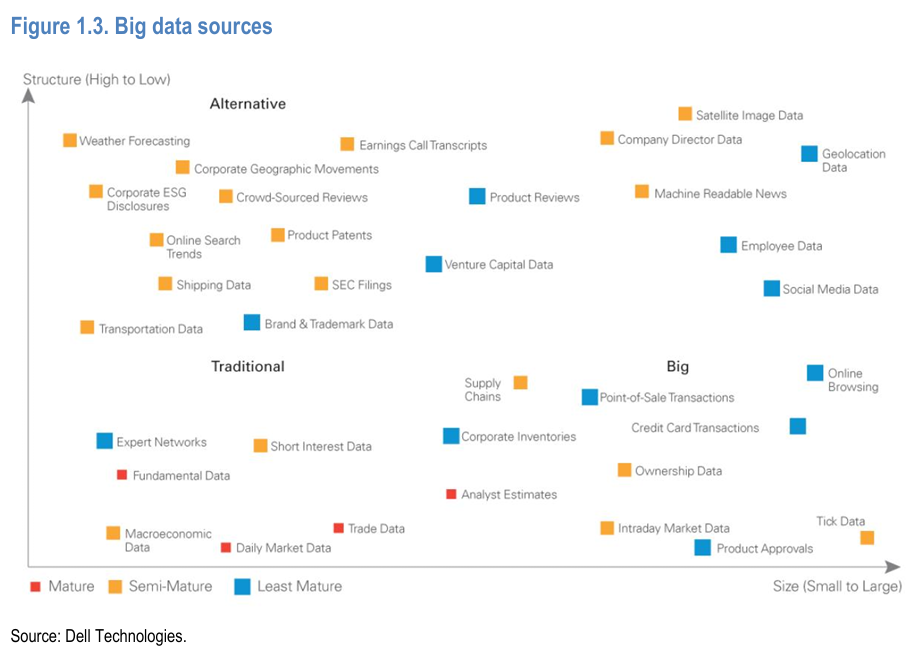 Figure 1.3. Big data sources
Structure (High to Low)
Alternative
Satellite Image Data
Weather Forecasting
Earnings Call Transcripts
Company Director Data
Geolocation
Data
Corporate Geographic Movements
Corporate ESG
Disclosures
Crowd-Sourced Reviews
Product Reviews
Machine Readable News
Online Search
Trends
Product Patents
Employee Data
Venture Capital Data
Shipping Data
SEC Filings
Social Media Data
Transportation Data
Brand & Trademark Data
Traditional
Big
Supply
Chains
Online
Browsing
Point-of-Sale Transactions
Credit Card Transactions
Expert Networks
Short Interest Data
Corporate Inventories
Fundamental Data
Ownership Data
Analyst Estimates
Macroeconomic
Data
Trade Data
Daily Market Data
Intraday Market Data
Tick Data
Product Approvals
Mature
Semi-Mature
Least Mature
Size (Small to Large)
Source: Dell Technologies.